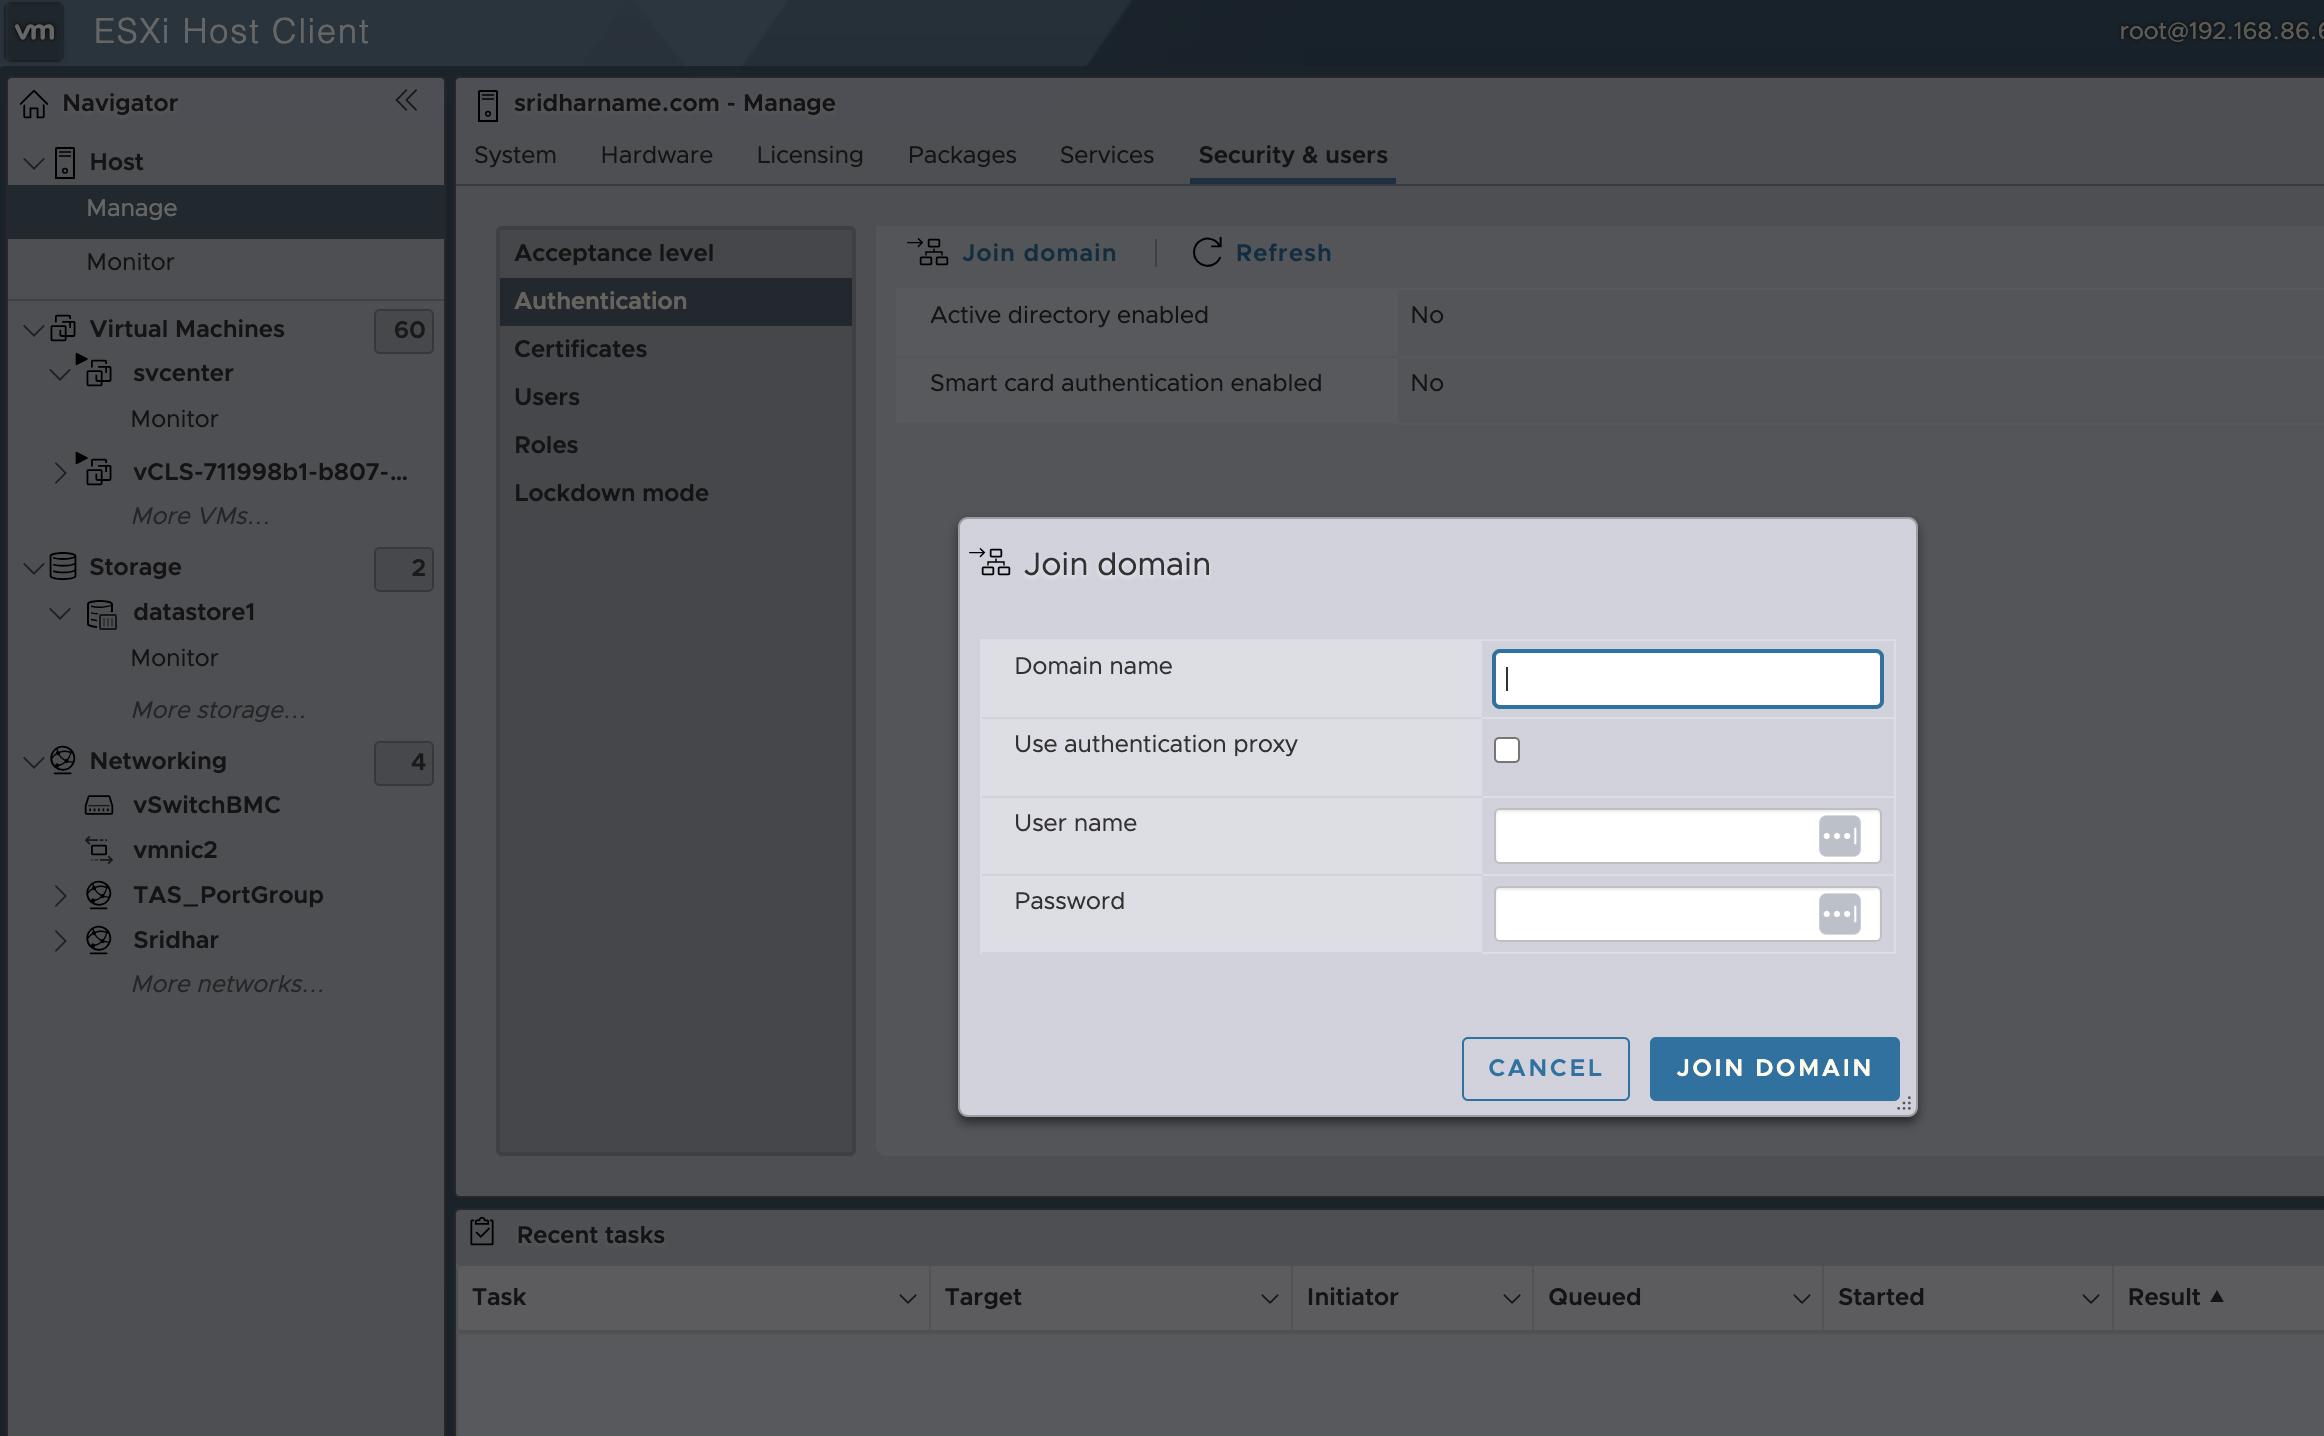 vm
ESXi Host Client
root@192.168.86.6
Navigator
Host
Manage
Monitor
Virtual Machines
60
svcenter
Monitor
vCLS-711998b1-b807-...
More VMs...
Storage
2
datastore1
Monitor
More storage...
Networking
4
vSwitchBMC
vmnic2
TAS_PortGroup
Sridhar
More networks...
sridharname.com - Manage
System
Hardware
Licensing
Packages
Services
Security & users
Acceptance level
Authentication
Certificates
Users
Roles
Lockdown mode
Join domain
Refresh
Active directory enabled
No
Smart card authentication enabled
No
Join domain
Domain name
Use authentication proxy
User name
Password
CANCEL
JOIN DOMAIN
Recent tasks
Task
Target
Initiator
Queued
Started
Result